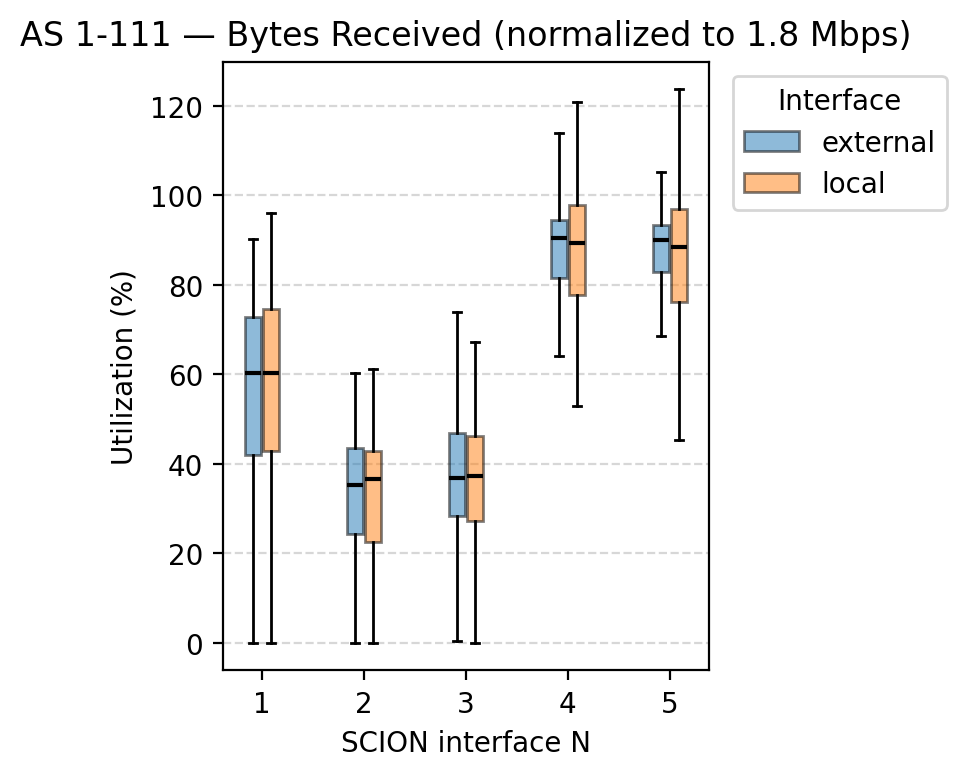 AS 1-111 — Bytes Received (normalized to 1.8 Mbps)
Interface
external
local
Utilization (%)
120
100
80
60
40
20
0
1 2 3 4 5
SCION interface N